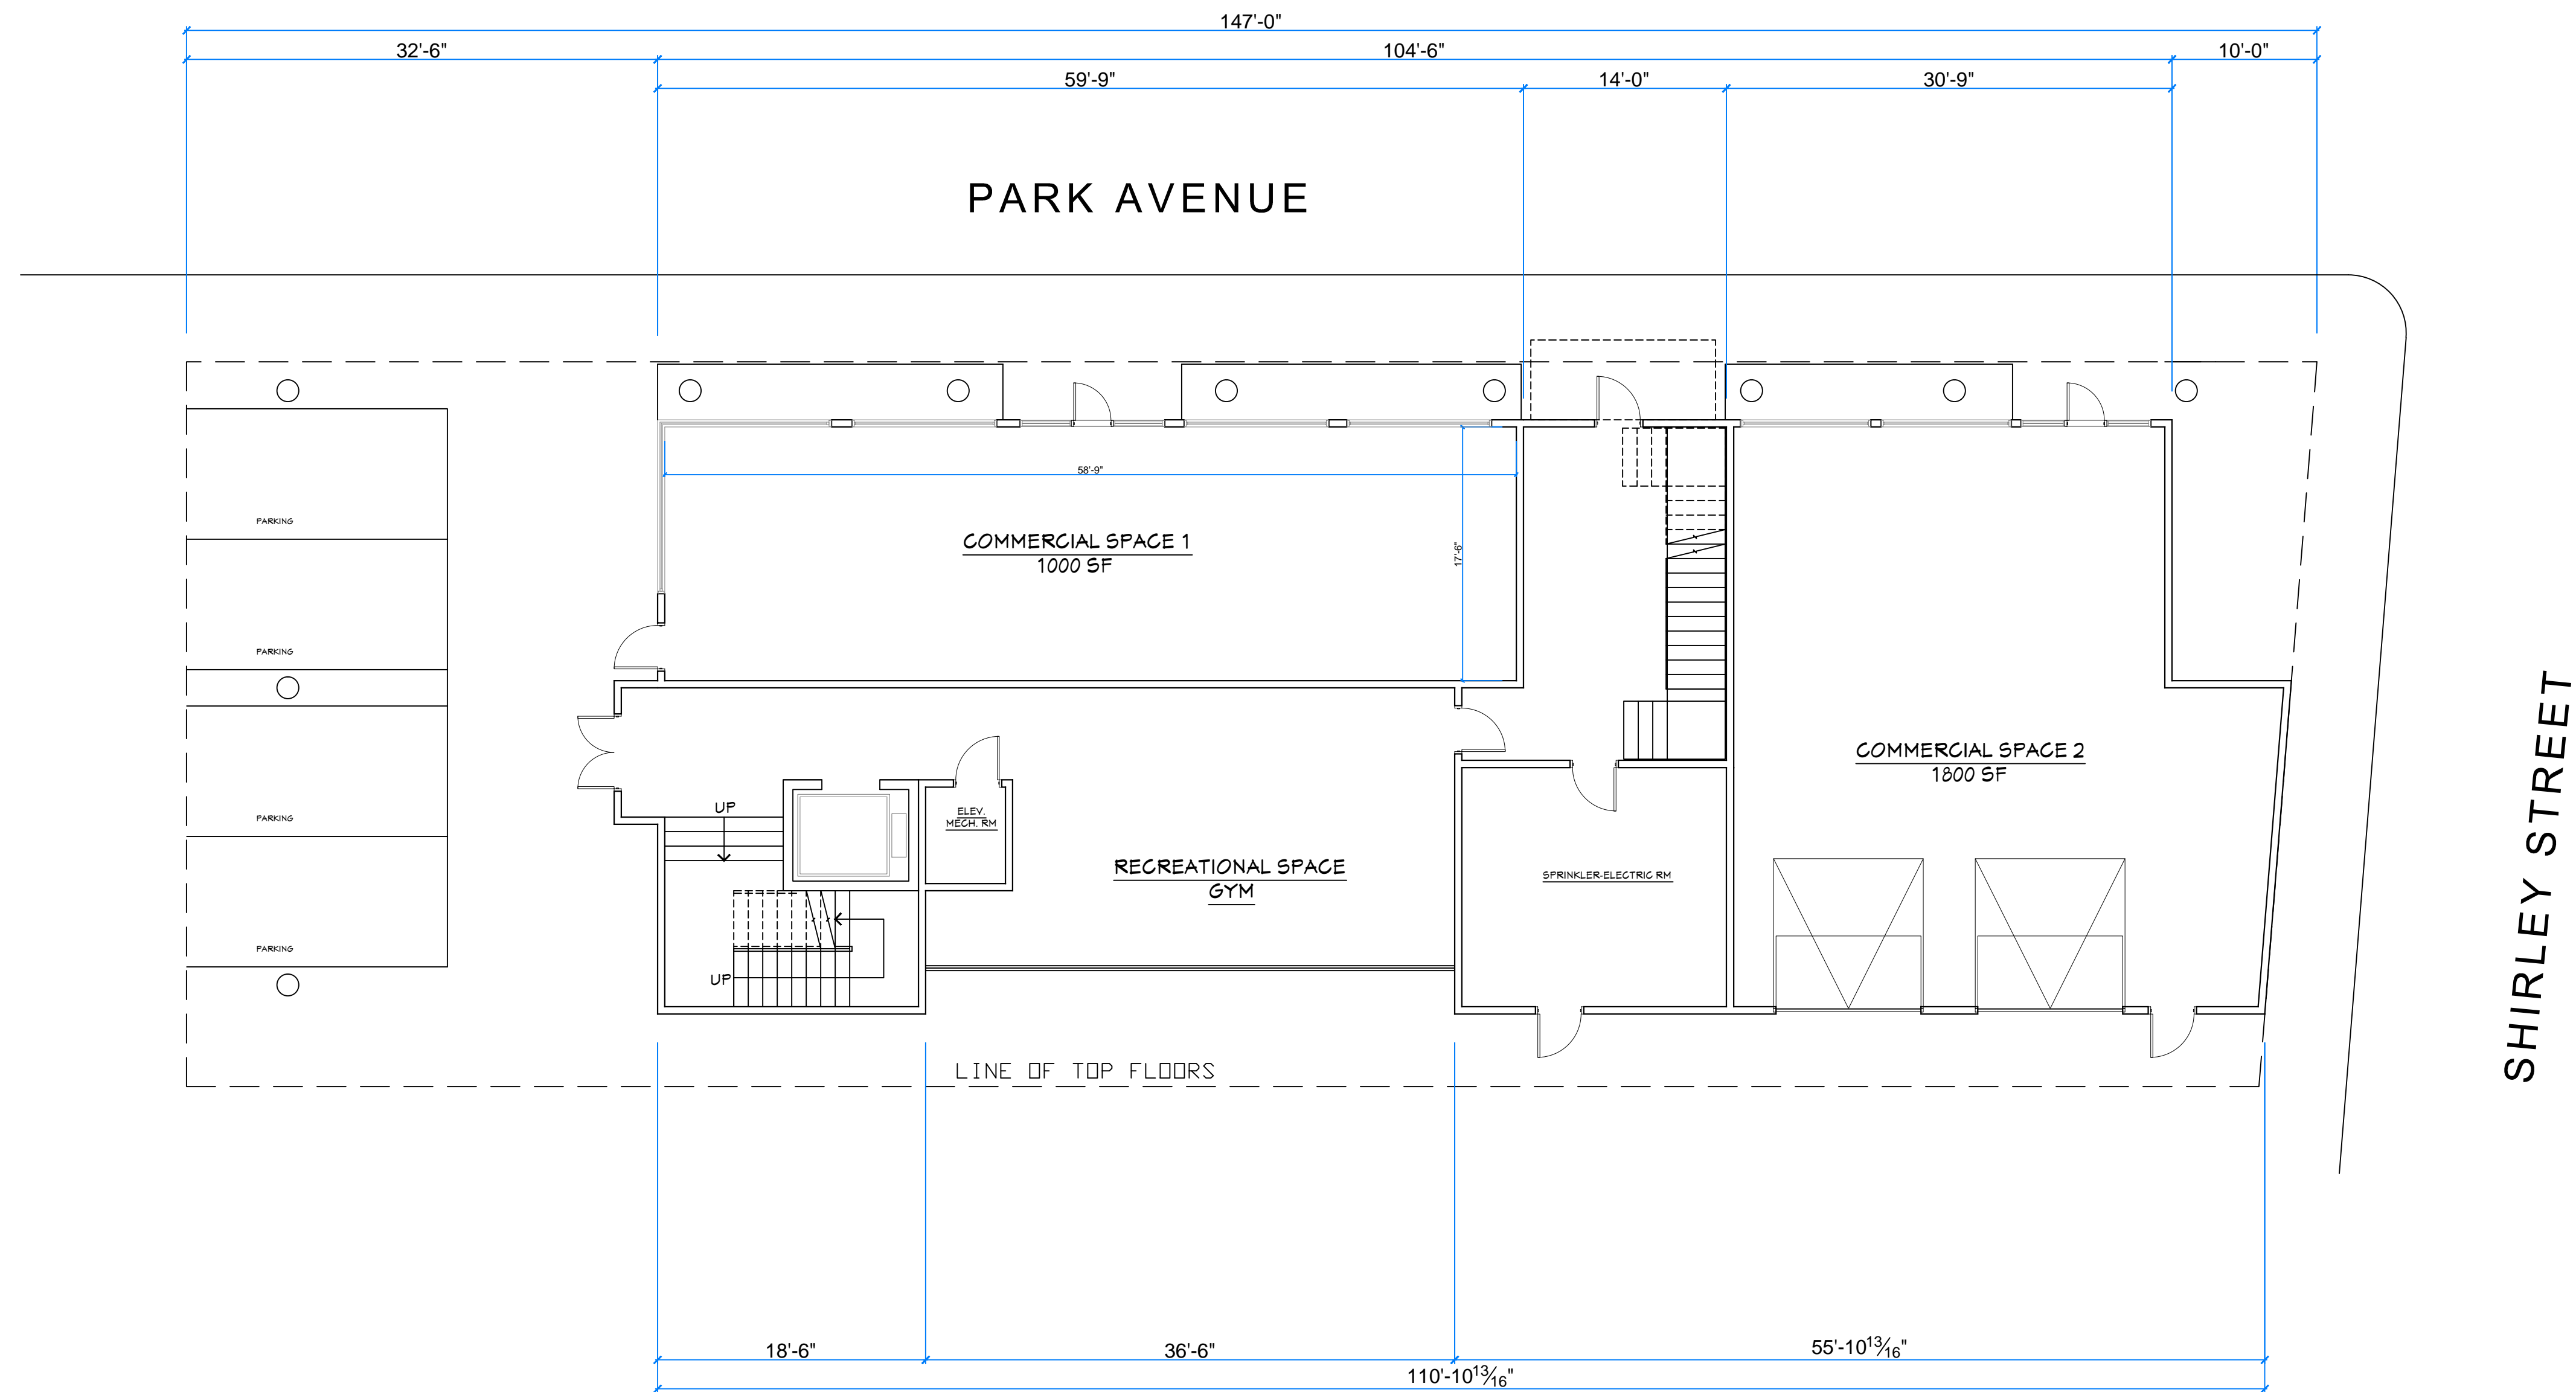 147'-0"
32'-6"
104'-6"
10'-0"
59'-9"
14'-0"
30'-9"
PARK AVENUE
58'-9"
17'-6"
PARKING
COMMERCIAL SPACE 1
1000 SF
PARKING
SHIRLEY STREET
COMMERCIAL SPACE 2
1800 SF
UP
ELEV.
MECH. RM
PARKING
RECREATIONAL SPACE
GYM
SPRINKLER-ELECTRIC RM
PARKING
UP
LINE OF TOP FLOORS
18'-6"
36'-6"
55'-10 13/16"
110'-10 13/16"